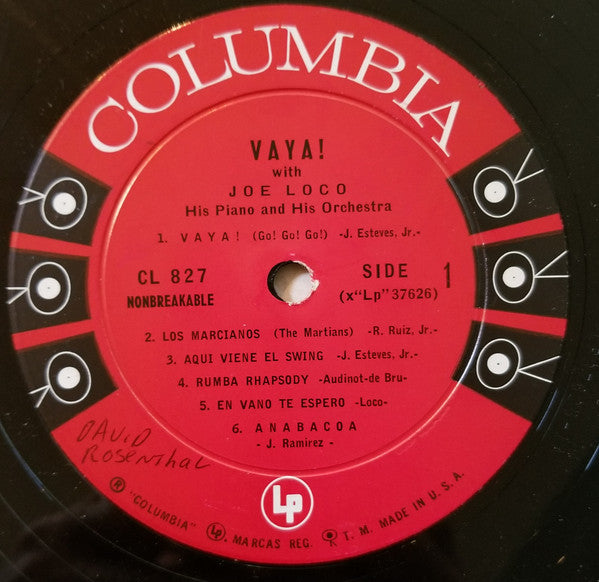 COLUMBIA
VAYA!
with
JOE LOCO
His Piano and His Orchestra
1. VAYA! (Go! Go! Go!) -J. Esteves, Jr.-
CL 827 SIDE 1
NONBREAKABLE (x"Lp"37626)
2. LOS MARCIANOS (The Martians) -R. Ruiz, Jr.-
3. AQUI VIENE EL SWING -J. Esteves, Jr.-
4. RUMBA RHAPSODY -Audinot-de Bru-
5. EN VANO TE ESPERO -Loco-
6. ANABACOA
- J. Ramirez -
DAVID
Rosenthal
Lp
® "COLUMBIA" Lp, MARCAS REG. T. M. MADE IN U. S. A.